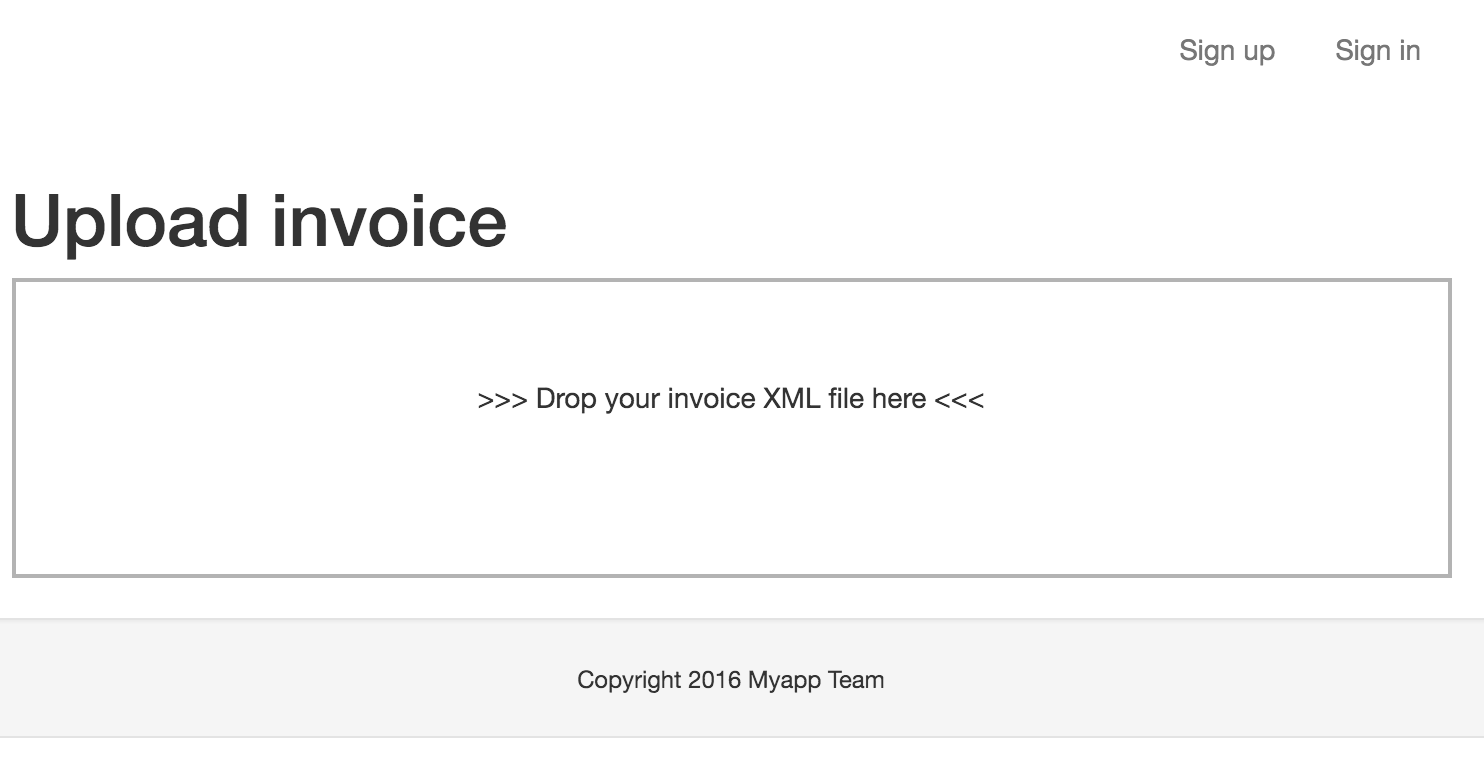 Sign up Sign in
Upload invoice
>>> Drop your invoice XML file here <<<
Copyright 2016 Myapp Team